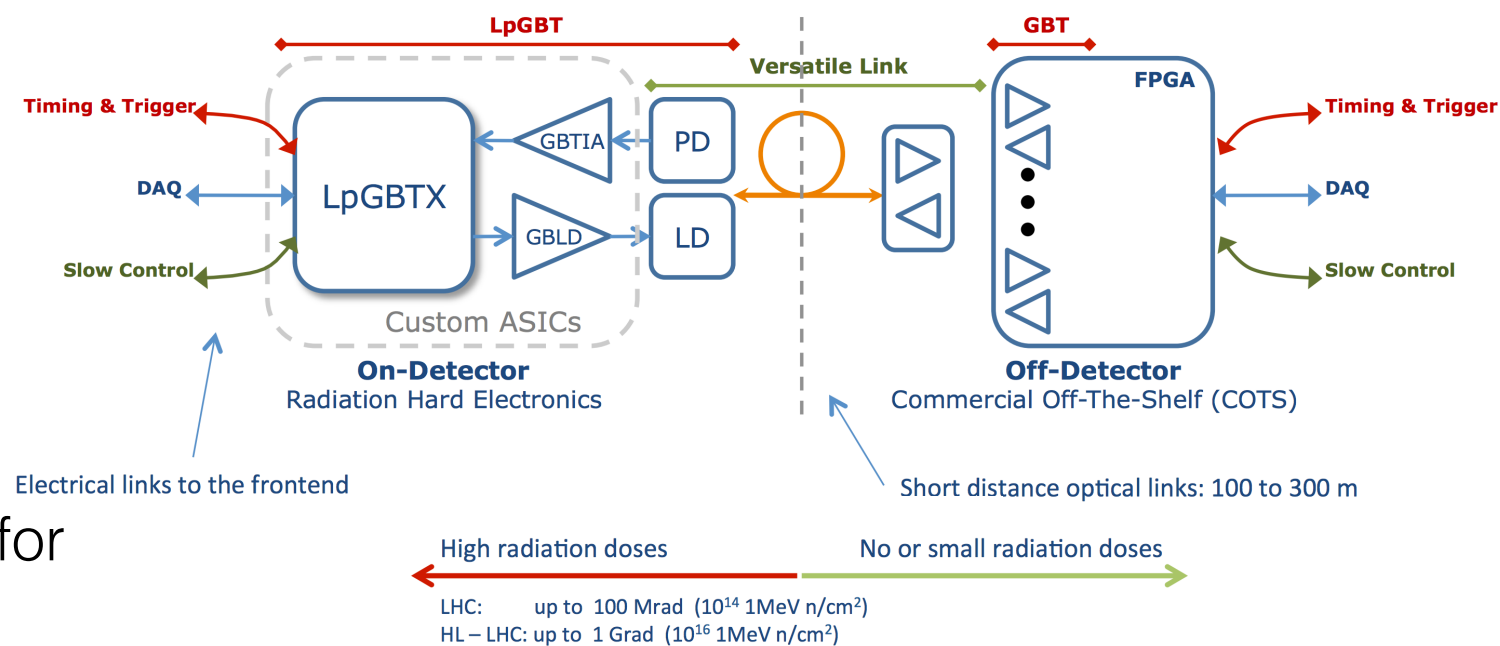 LpGBT
GBT
Versatile Link
FPGA
Timing & Trigger
Timing & Trigger
GBTIA
PD
DAQ
LpGBTX
DAQ
GBLD
LD
Slow Control
Slow Control
Custom ASICs
On-Detector
Radiation Hard Electronics
Off-Detector
Commercial Off-The-Shelf (COTS)
Electrical links to the frontend
Short distance optical links: 100 to 300 m
for
High radiation doses
No or small radiation doses
LHC: up to 100 Mrad (10¹⁴ 1MeV n/cm²)
HL – LHC: up to 1 Grad (10¹⁶ 1MeV n/cm²)